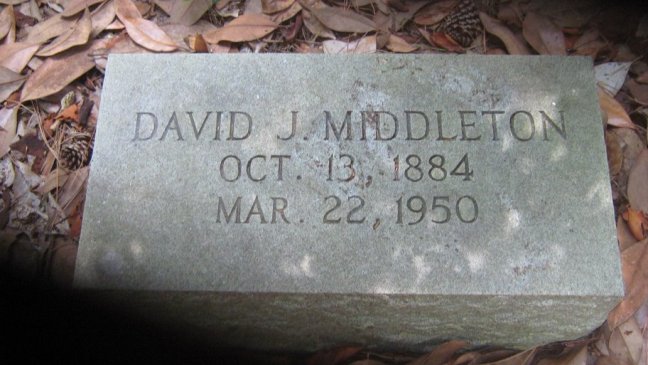 DAVID J. MIDDLETON
OCT. 13, 1884
MAR. 22, 1950